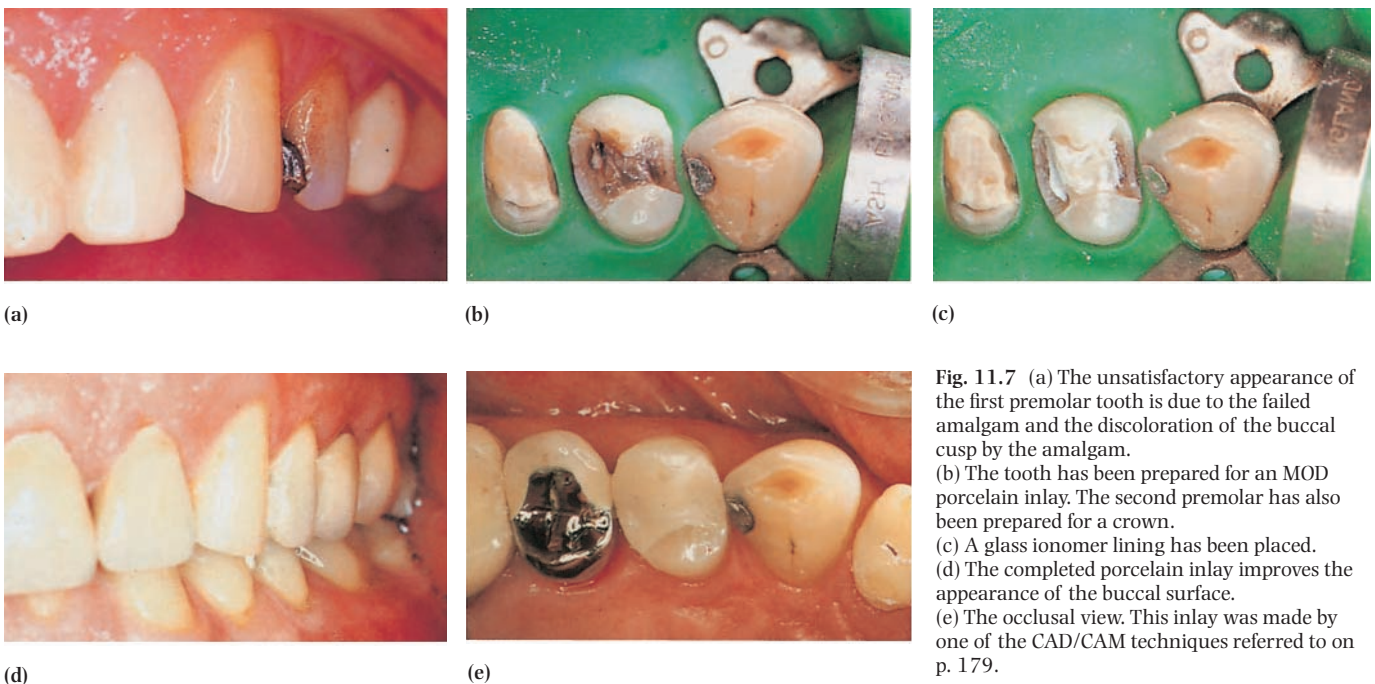 (a)
(b)
(c)
(d)
(e)
Fig. 11.7 (a) The unsatisfactory appearance of
the first premolar tooth is due to the failed
amalgam and the discoloration of the buccal
cusp by the amalgam.
(b) The tooth has been prepared for an MOD
porcelain inlay. The second premolar has also
been prepared for a crown.
(c) A glass ionomer lining has been placed.
(d) The completed porcelain inlay improves the
appearance of the buccal surface.
(e) The occlusal view. This inlay was made by
one of the CAD/CAM techniques referred to on
p. 179.